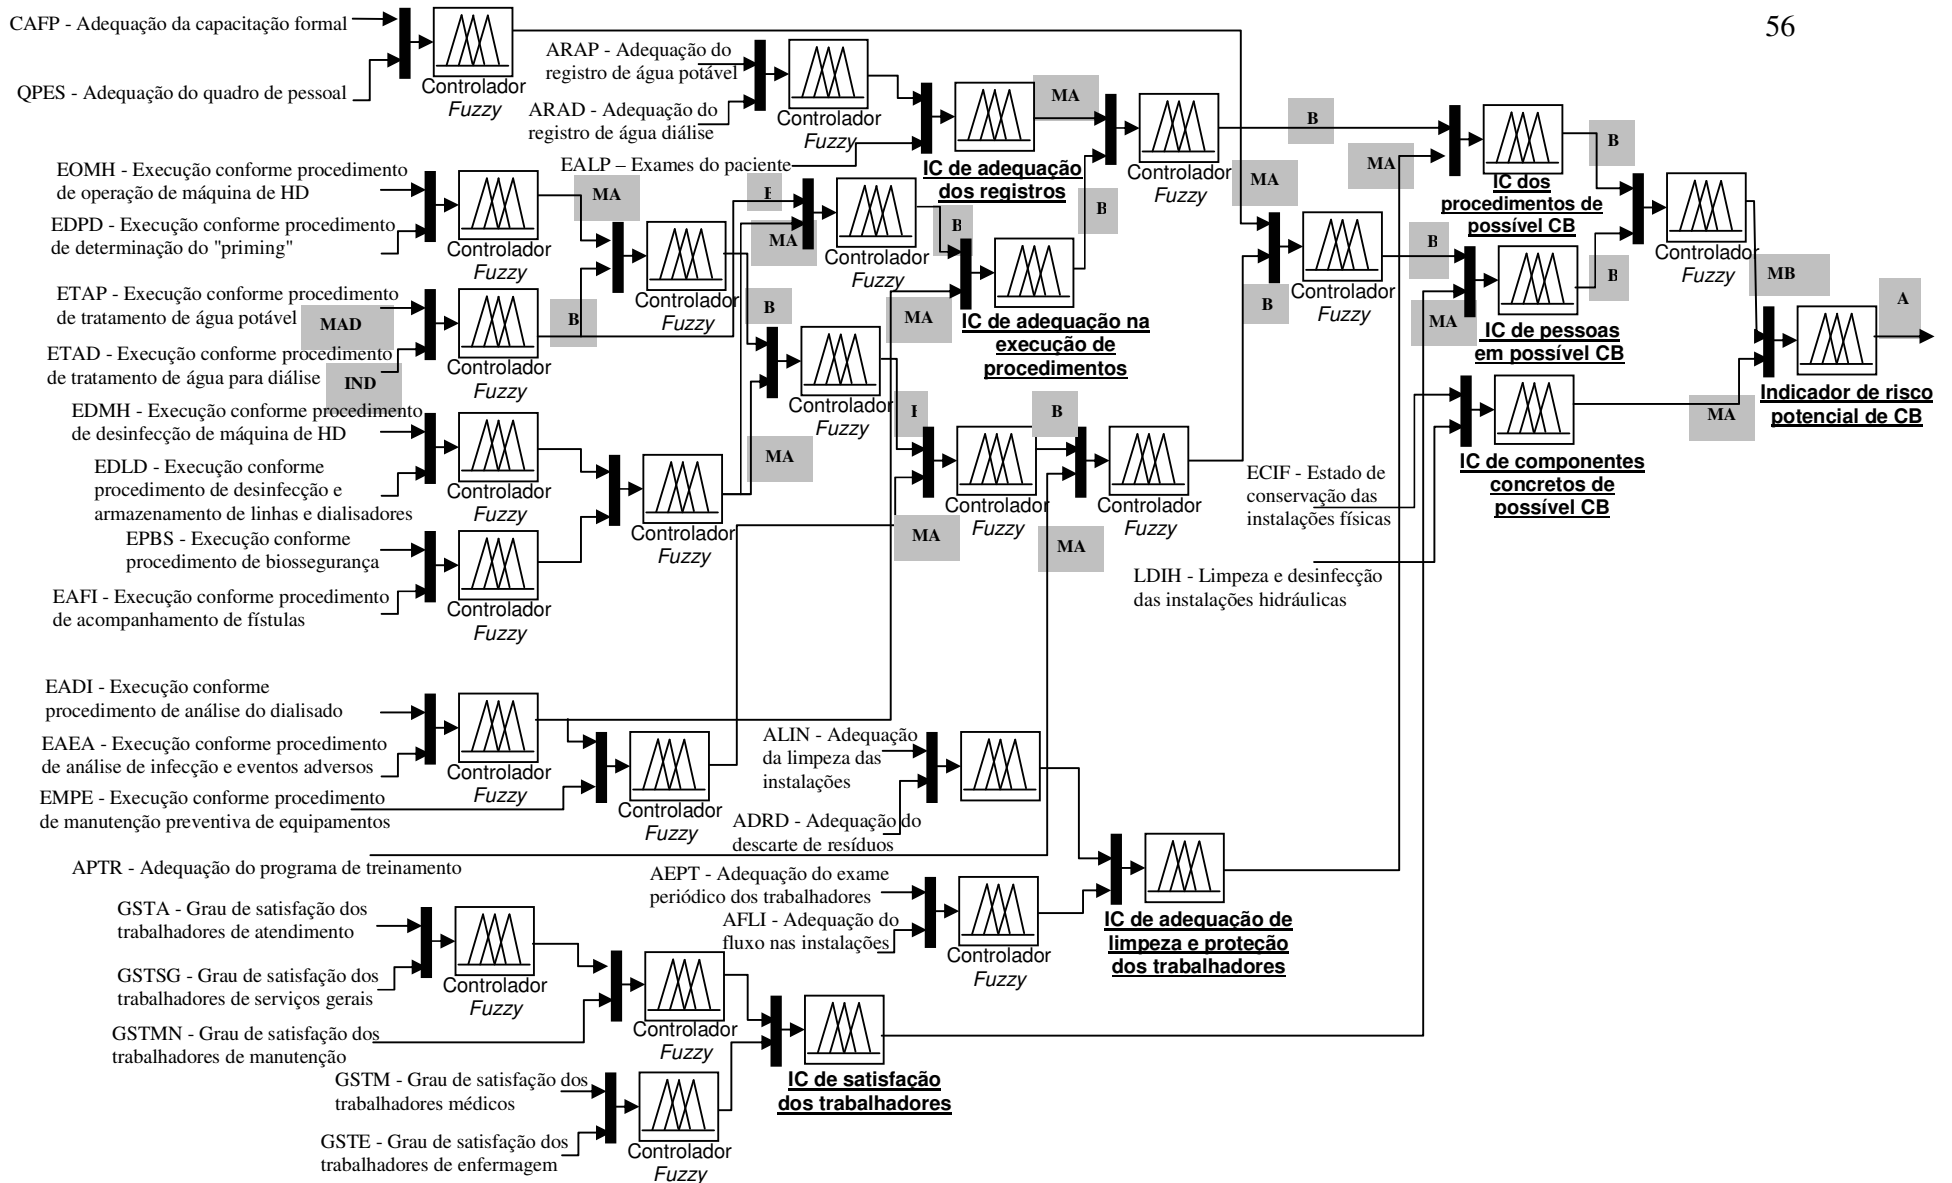 56
CAFP - Adequação da capacitação formal
QPES - Adequação do quadro de pessoal
Controlador
Fuzzy
ARAP - Adequação do
registro de água potável
ARAD - Adequação do
registro de água diálise
Controlador
Fuzzy
EALP – Exames do paciente
IC de adequação
dos registros
MA
Controlador
Fuzzy
B
MA
MA
IC dos
procedimentos de
possível CB
B
EOMH - Execução conforme procedimento
de operação de máquina de HD
EDPD - Execução conforme procedimento
de determinação do "priming"
Controlador
Fuzzy
MA
Controlador
Fuzzy
MA
Controlador
Fuzzy
B
B
IC de adequação na
execução de
procedimentos
MA
Controlador
Fuzzy
B
B
MA
IC de pessoas
em possível CB
B
Controlador
Fuzzy
MB
A
Indicador de risco
potencial de CB
ETAP - Execução conforme procedimento
de tratamento de água potável
MAD
ETAD - Execução conforme procedimento
de tratamento de água para diálise
IND
Controlador
Fuzzy
B
B
Controlador
Fuzzy
EDMH - Execução conforme procedimento
de desinfecção de máquina de HD
EDLD - Execução conforme
procedimento de desinfecção e
armazenamento de linhas e dialisadores
Controlador
Fuzzy
MA
Controlador
Fuzzy
EPBS - Execução conforme
procedimento de biossegurança
EAFI - Execução conforme procedimento
de acompanhamento de fístulas
Controlador
Fuzzy
B
Controlador
Fuzzy
MA
MA
Controlador
Fuzzy
ECIF - Estado de
conservação das
instalações físicas
LDIH - Limpeza e desinfecção
das instalações hidráulicas
IC de componentes
concretos de
possível CB
MA
EADI - Execução conforme
procedimento de análise do dialisado
EAEA - Execução conforme procedimento
de análise de infecção e eventos adversos
Controlador
Fuzzy
EMPE - Execução conforme procedimento
de manutenção preventiva de equipamentos
Controlador
Fuzzy
ALIN - Adequação
da limpeza das
instalações
ADRD - Adequação do
descarte de resíduos
APTR - Adequação do programa de treinamento
AEPT - Adequação do exame
periódico dos trabalhadores
AFLI - Adequação do
fluxo nas instalações
Controlador
Fuzzy
IC de adequação de
limpeza e proteção
dos trabalhadores
GSTA - Grau de satisfação dos
trabalhadores de atendimento
GSTSG - Grau de satisfação dos
trabalhadores de serviços gerais
Controlador
Fuzzy
GSTMN - Grau de satisfação dos
trabalhadores de manutenção
Controlador
Fuzzy
IC de satisfação
dos trabalhadores
GSTM - Grau de satisfação dos
trabalhadores médicos
GSTE - Grau de satisfação dos
trabalhadores de enfermagem
Controlador
Fuzzy